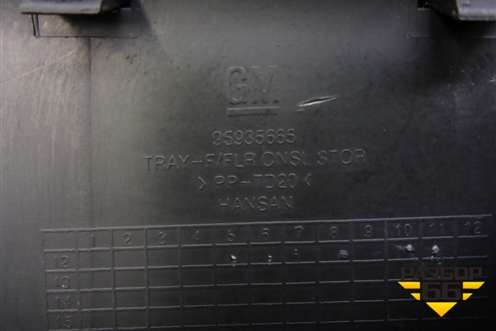 GM
95935665
TRAY-F/FLR CNSL STOR
>PP-TD20<
HANSAN
1 2 3 4 5 6 7 8 9 10 11 12
12
13
14
15
РАЗБОР
66